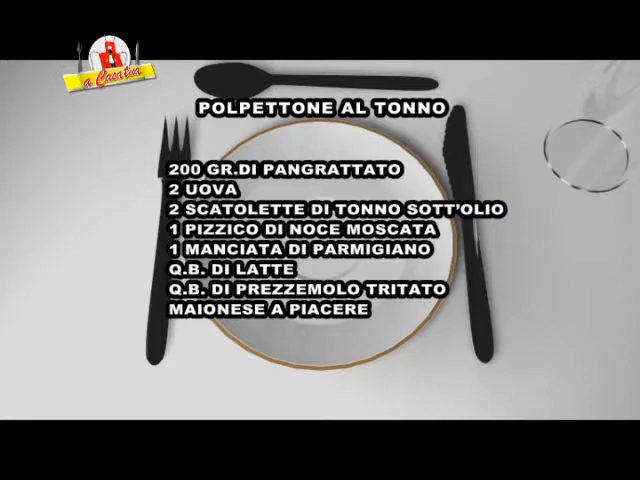 a Casatua
POLPETTONE AL TONNO
200 GR.DI PANGRATTATO
2 UOVA
2 SCATOLETTE DI TONNO SOTT'OLIO
1 PIZZICO DI NOCE MOSCATA
1 MANCIATA DI PARMIGIANO
Q.B. DI LATTE
Q.B. DI PREZZEMOLO TRITATO
MAIONESE A PIACERE